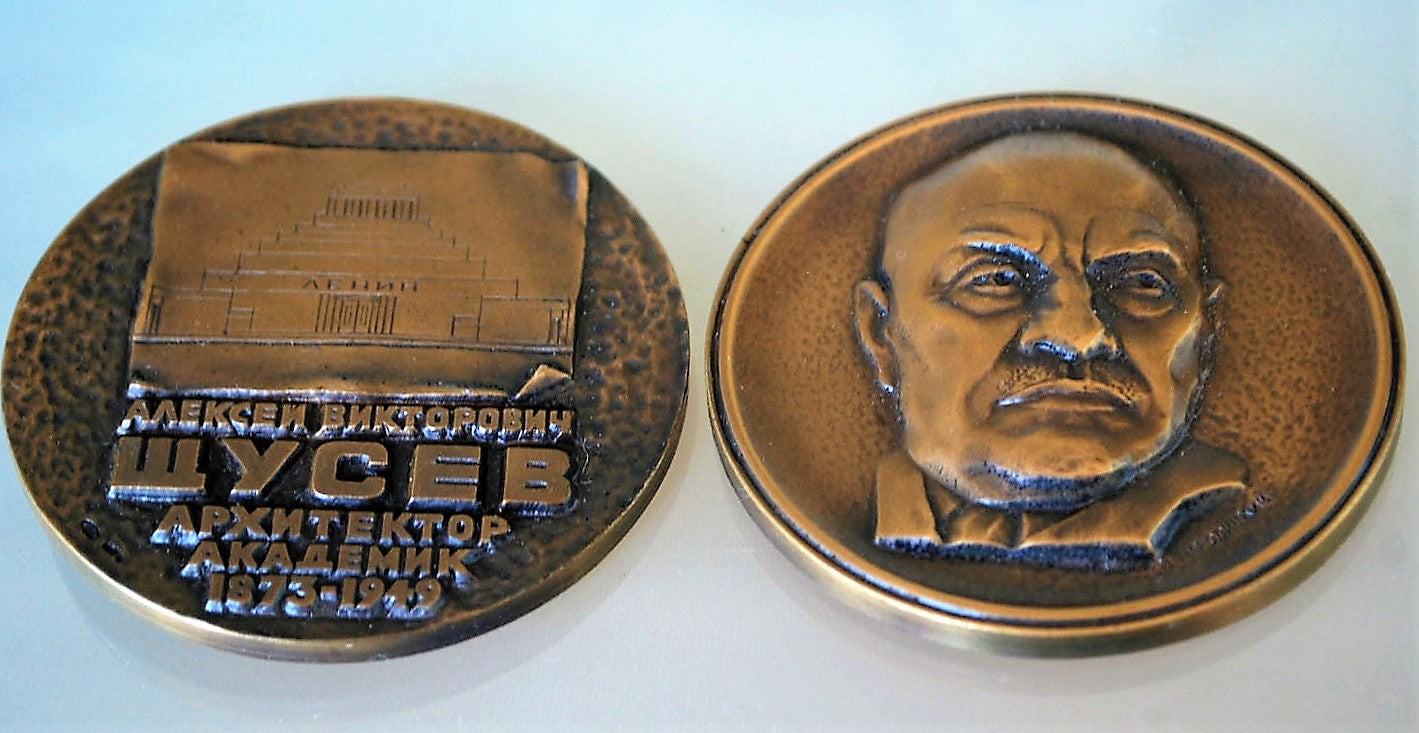 ЛЕНИН
АЛЕКСЕЙ ВИКТОРОВИЧ
ЩУСЕВ
АРХИТЕКТОР
АКАДЕМИК
1873-1949